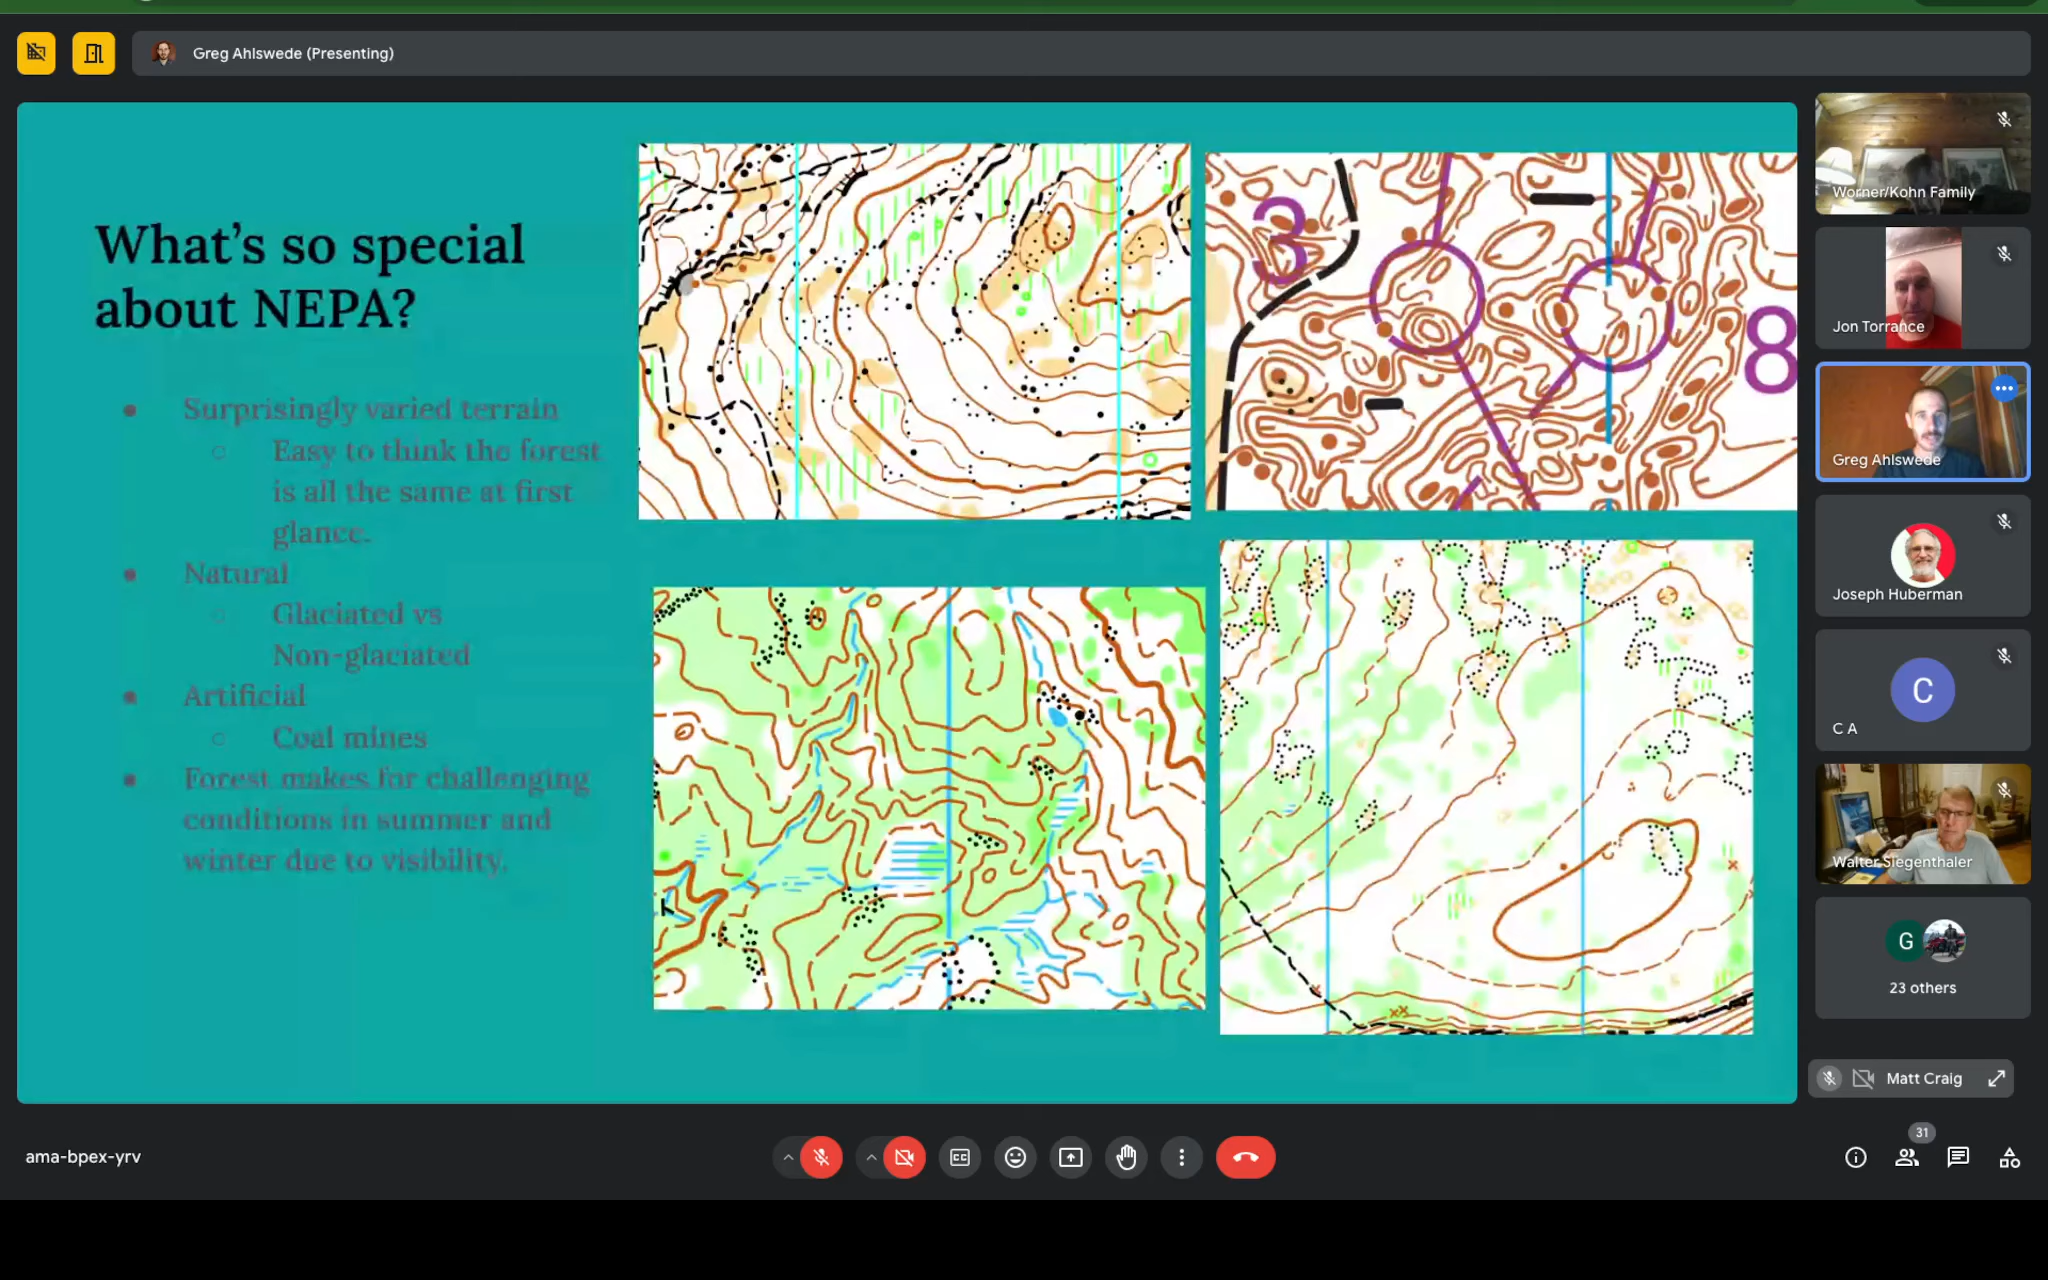 Greg Ahlswede (Presenting)
What's so special
about NEPA?
● Surprisingly varied terrain
○ Easy to think the forest
is all the same at first
glance.
● Natural
○ Glaciated vs
Non-glaciated
● Artificial
○ Coal mines
● Forest makes for challenging
conditions in summer and
winter due to visibility.
3
8
Worner/Kohn Family
Jon Torrance
Greg Ahlswede
Joseph Huberman
C
C A
Walter Siegenthaler
G
23 others
Matt Craig
ama-bpex-yrv
CC
31